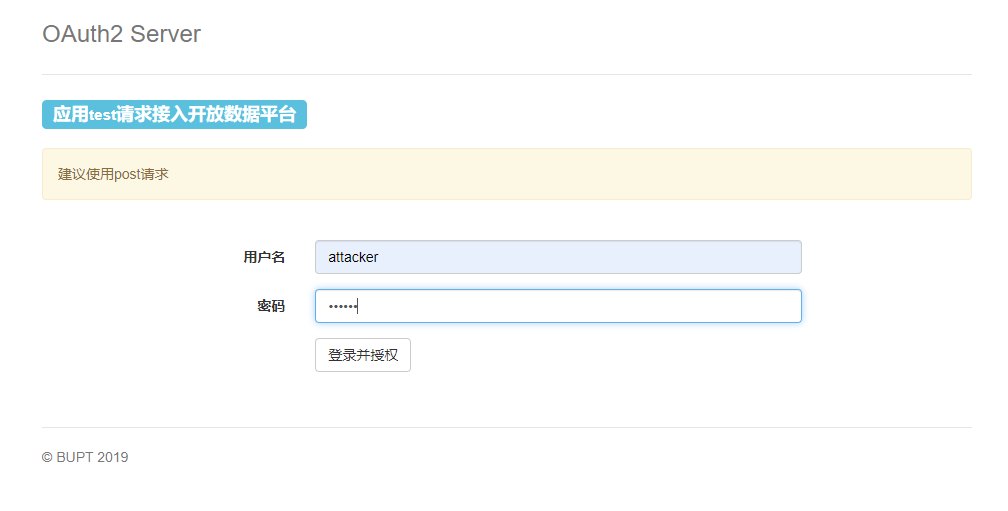 OAuth2 Server
应用test请求接入开放数据平台
建议使用post请求
用户名
attacker
密码
••••••
登录并授权
© BUPT 2019